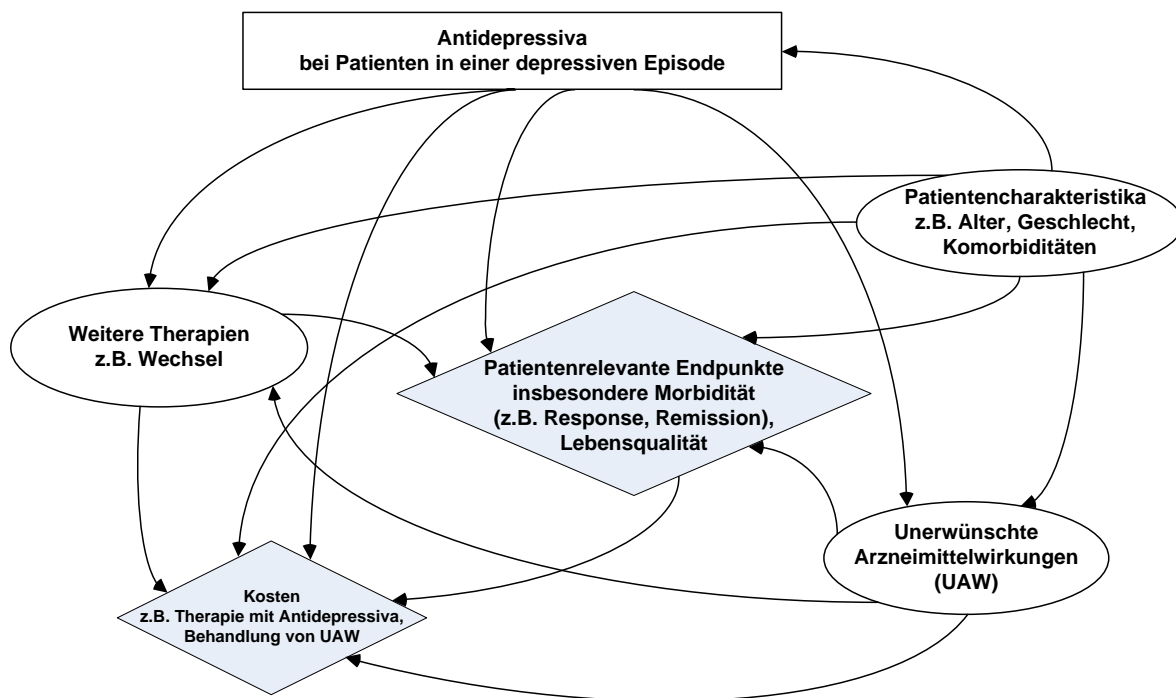 Antidepressiva
bei Patienten in einer depressiven Episode
Patientencharakteristika
z.B. Alter, Geschlecht,
Komorbiditäten
Weitere Therapien
z.B. Wechsel
Patientenrelevante Endpunkte
insbesondere Morbidität
(z.B. Response, Remission),
Lebensqualität
Unerwünschte
Arzneimittelwirkungen
(UAW)
Kosten
z.B. Therapie mit Antidepressiva,
Behandlung von UAW